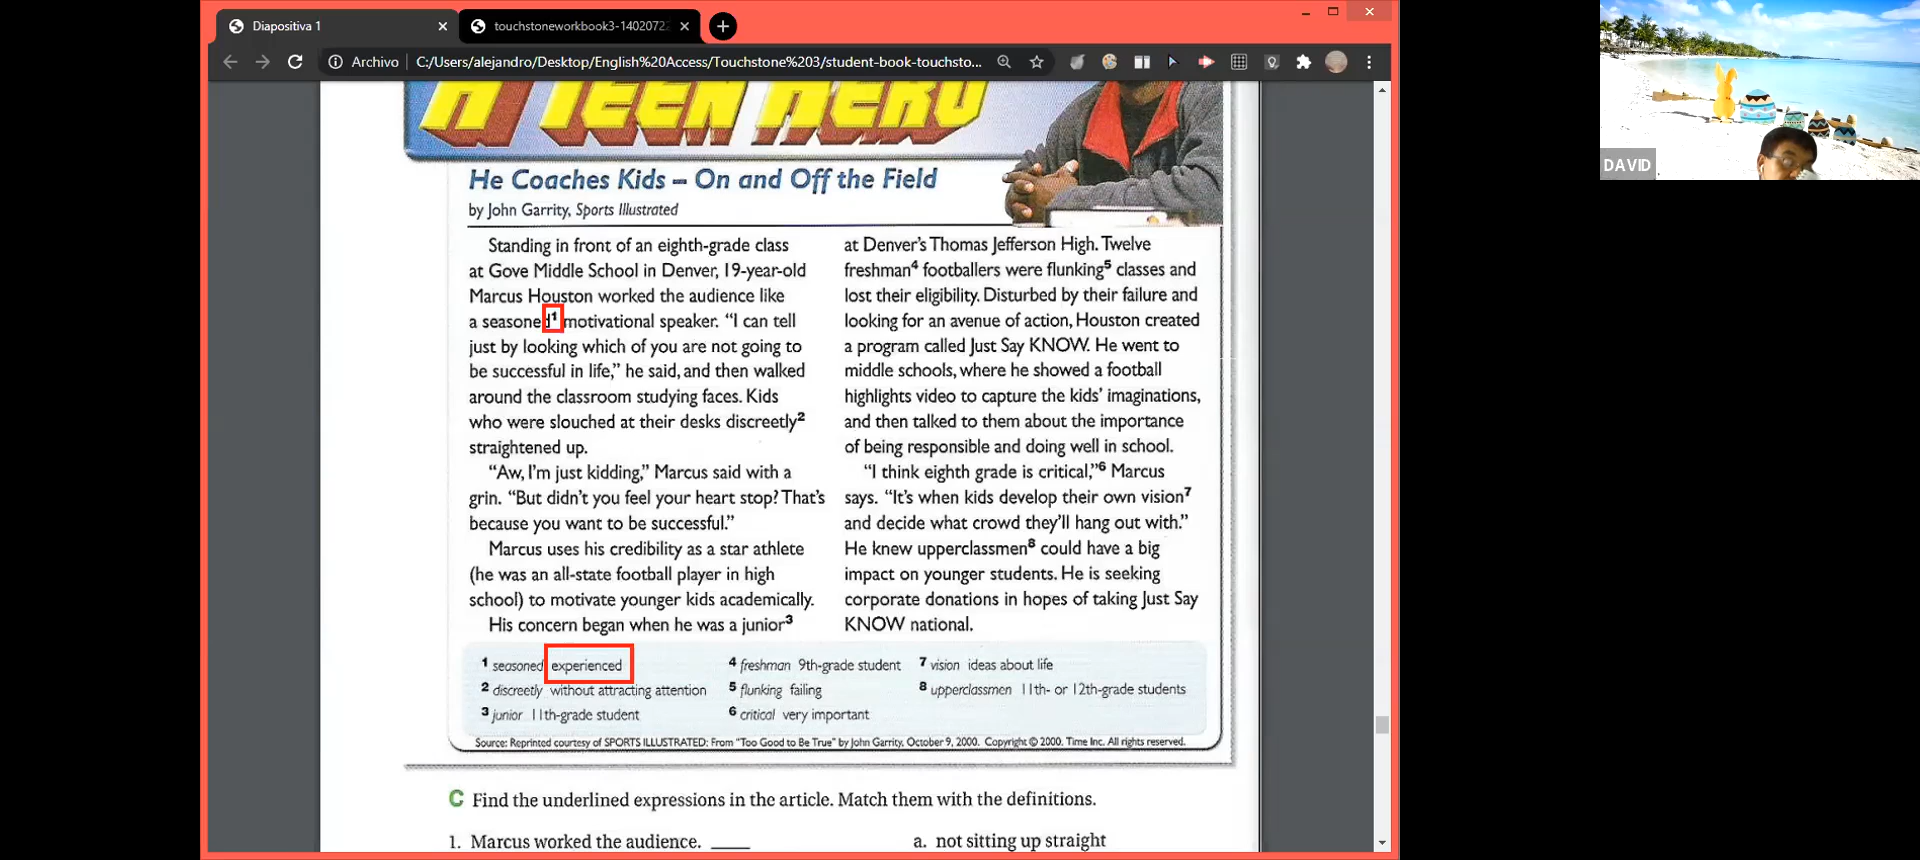 Diapositiva 1
touchstoneworkbook3-1402072
Archivo
C:/Users/alejandro/Desktop/English%20Access/Touchstone%203/student-book-touchsto...
A TEEN HERO
He Coaches Kids – On and Off the Field
by John Garrity, Sports Illustrated
Standing in front of an eighth-grade class
at Gove Middle School in Denver, 19-year-old
Marcus Houston worked the audience like
a seasoned¹ motivational speaker. “I can tell
just by looking which of you are not going to
be successful in life,” he said, and then walked
around the classroom studying faces. Kids
who were slouched at their desks discreetly²
straightened up.
“Aw, I’m just kidding,” Marcus said with a
grin. “But didn’t you feel your heart stop? That’s
because you want to be successful.”
Marcus uses his credibility as a star athlete
(he was an all-state football player in high
school) to motivate younger kids academically.
His concern began when he was a junior³
at Denver’s Thomas Jefferson High. Twelve
freshman⁴ footballers were flunking⁵ classes and
lost their eligibility. Disturbed by their failure and
looking for an avenue of action, Houston created
a program called Just Say KNOW. He went to
middle schools, where he showed a football
highlights video to capture the kids’ imaginations,
and then talked to them about the importance
of being responsible and doing well in school.
“I think eighth grade is critical,”⁶ Marcus
says. “It’s when kids develop their own vision⁷
and decide what crowd they’ll hang out with.”
He knew upperclassmen⁸ could have a big
impact on younger students. He is seeking
corporate donations in hopes of taking Just Say
KNOW national.
¹ seasoned experienced
² discreetly without attracting attention
³ junior 11th-grade student
⁴ freshman 9th-grade student
⁵ flunking failing
⁶ critical very important
⁷ vision ideas about life
⁸ upperclassmen 11th- or 12th-grade students
Source: Reprinted courtesy of SPORTS ILLUSTRATED: From “Too Good to Be True” by John Garrity, October 9, 2000. Copyright © 2000. Time Inc. All rights reserved.
C Find the underlined expressions in the article. Match them with the definitions.
1. Marcus worked the audience. ____
a. not sitting up straight
DAVID